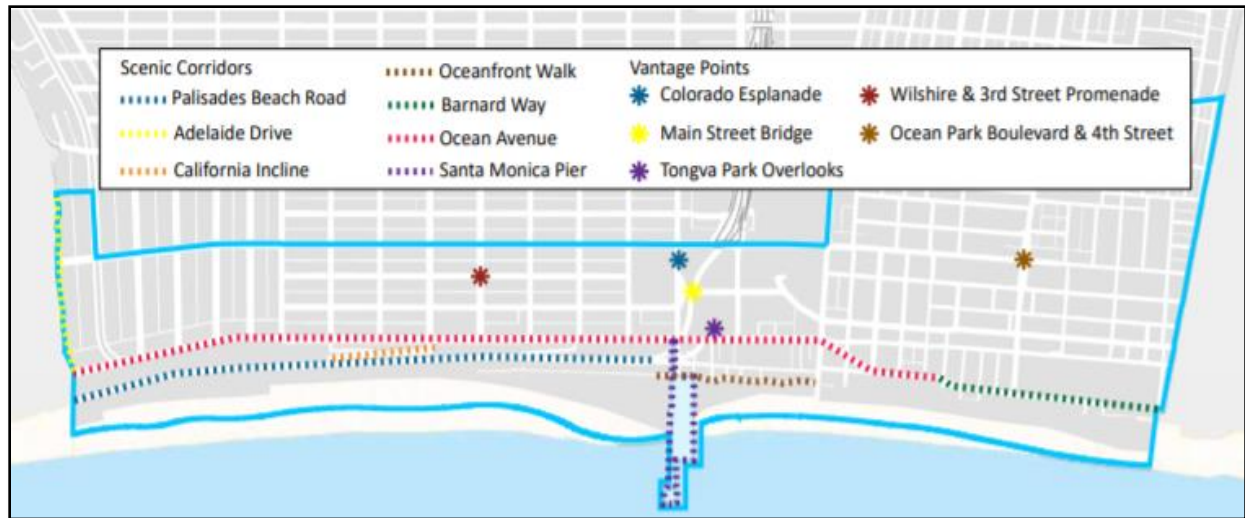 Scenic Corridors
Palisades Beach Road
Adelaide Drive
California Incline
Oceanfront Walk
Barnard Way
Ocean Avenue
Santa Monica Pier
Vantage Points
Colorado Esplanade
Main Street Bridge
Tongva Park Overlooks
Wilshire & 3rd Street Promenade
Ocean Park Boulevard & 4th Street